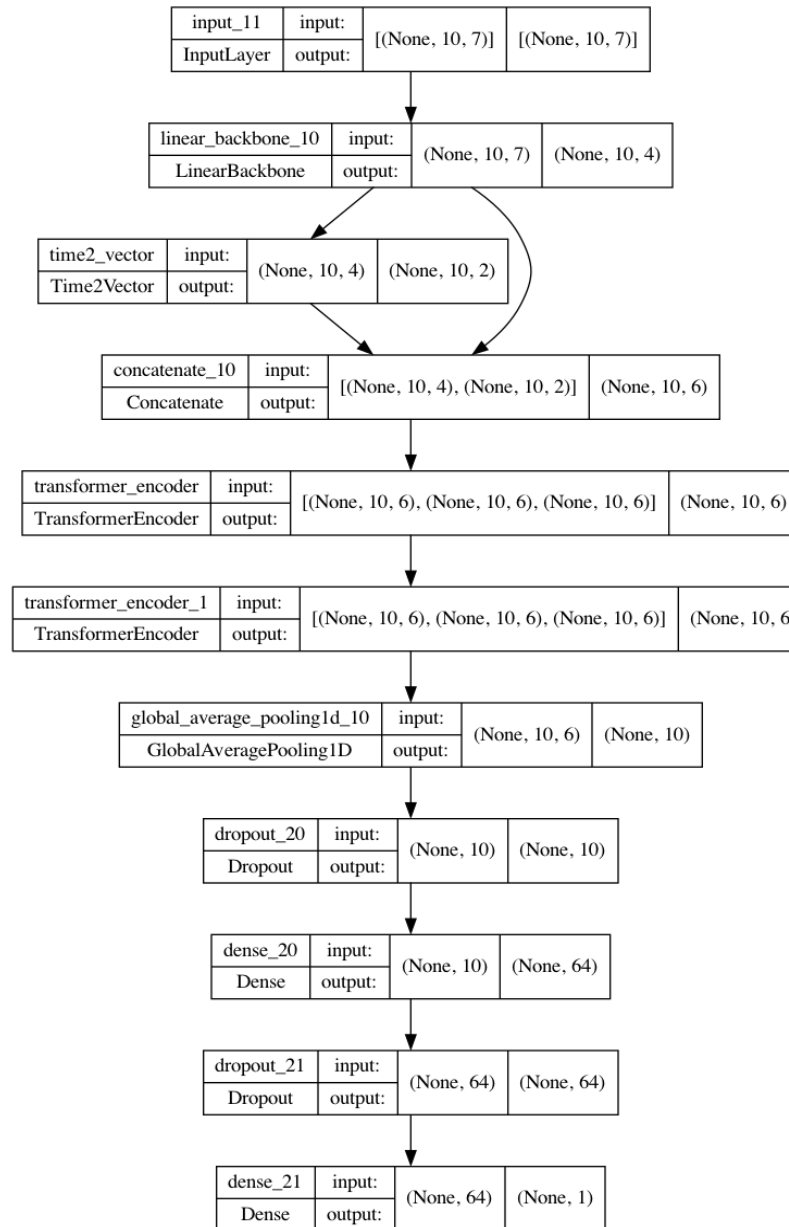 input_11 input: [(None, 10, 7)] [(None, 10, 7)]
InputLayer output:
linear_backbone_10 input: (None, 10, 7) (None, 10, 4)
LinearBackbone output:
time2_vector input: (None, 10, 4) (None, 10, 2)
Time2Vector output:
concatenate_10 input: [(None, 10, 4), (None, 10, 2)] (None, 10, 6)
Concatenate output:
transformer_encoder input: [(None, 10, 6), (None, 10, 6), (None, 10, 6)] (None, 10, 6)
TransformerEncoder output:
transformer_encoder_1 input: [(None, 10, 6), (None, 10, 6), (None, 10, 6)] (None, 10, 6
TransformerEncoder output:
global_average_pooling1d_10 input: (None, 10, 6) (None, 10)
GlobalAveragePooling1D output:
dropout_20 input: (None, 10) (None, 10)
Dropout output:
dense_20 input: (None, 10) (None, 64)
Dense output:
dropout_21 input: (None, 64) (None, 64)
Dropout output:
dense_21 input: (None, 64) (None, 1)
Dense output: